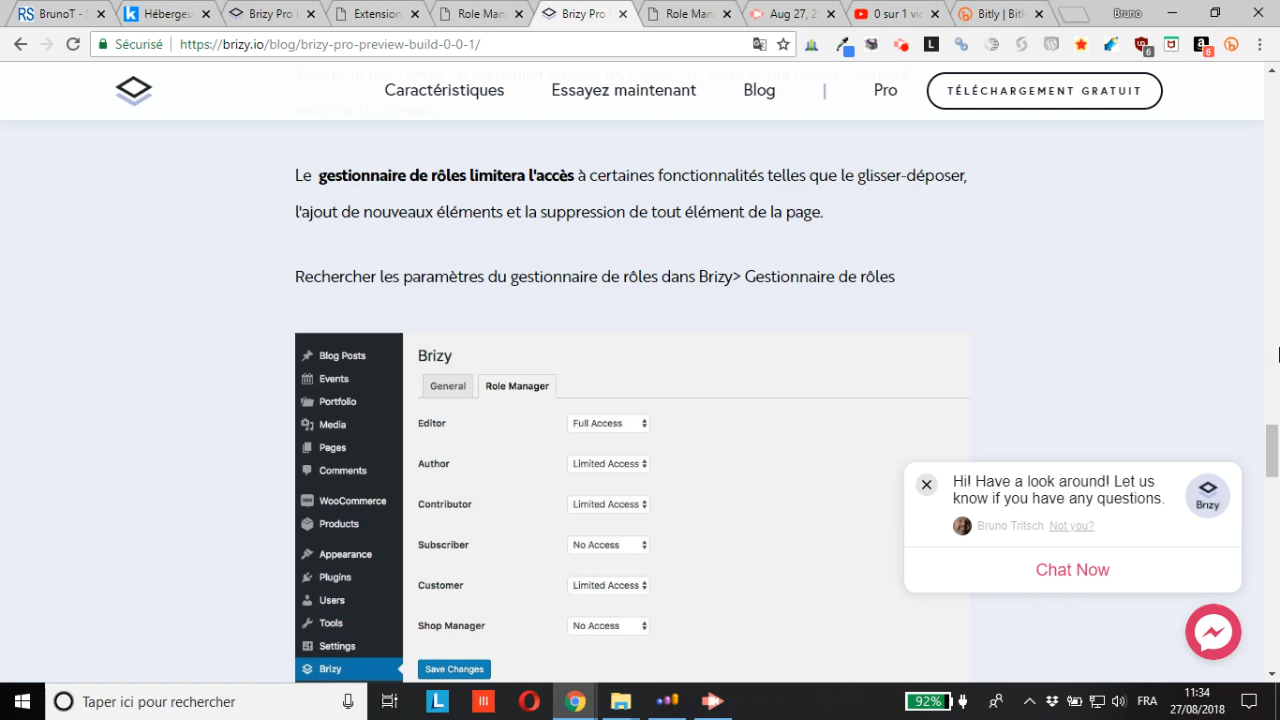 BrunoT - S
Hébergeu
Brizy Pro
Extension
Role Man
Brizy Pro
Role Man
Aug 27, 2
0 sur 1 vi
Bitly | Bitl
Bruno
Sécurisé
https://brizy.io/blog/brizy-pro-preview-build-0-0-1/
6
6
Caractéristiques
Essayez maintenant
Blog
|
Pro
TÉLÉCHARGEMENT GRATUIT
Le gestionnaire de rôles limitera l'accès à certaines fonctionnalités telles que le glisser-déposer,
l'ajout de nouveaux éléments et la suppression de tout élément de la page.
Rechercher les paramètres du gestionnaire de rôles dans Brizy> Gestionnaire de rôles
Blog Posts
Events
Portfolio
Media
Pages
Comments
WooCommerce
Products
Appearance
Plugins
Users
Tools
Settings
Brizy
Brizy
General
Role Manager
Editor Full Access
Author Limited Access
Contributor Limited Access
Subscriber No Access
Customer Limited Access
Shop Manager No Access
Save Changes
Hi! Have a look around! Let us
know if you have any questions.
Brizy
Bruno Tritsch Not you?
Chat Now
Taper ici pour rechercher
92%
FRA
11:34
27/08/2018